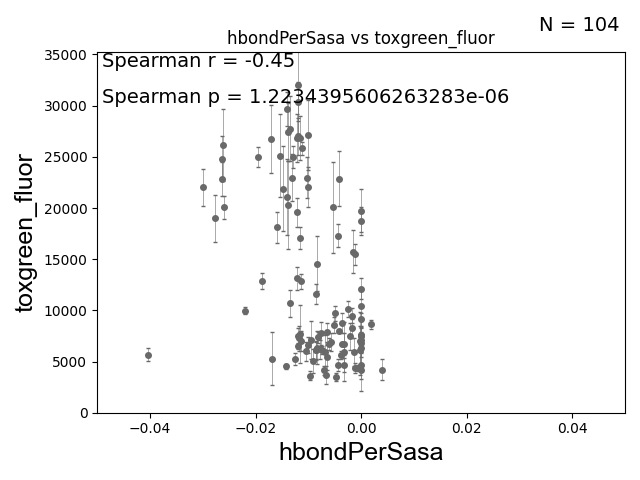 N = 104
hbondPerSasa vs toxgreen_fluor
Spearman r = -0.45
Spearman p = 1.2234395606263283e-06
toxgreen_fluor
35000
30000
25000
20000
15000
10000
5000
0
−0.04 −0.02 0.00 0.02 0.04
hbondPerSasa